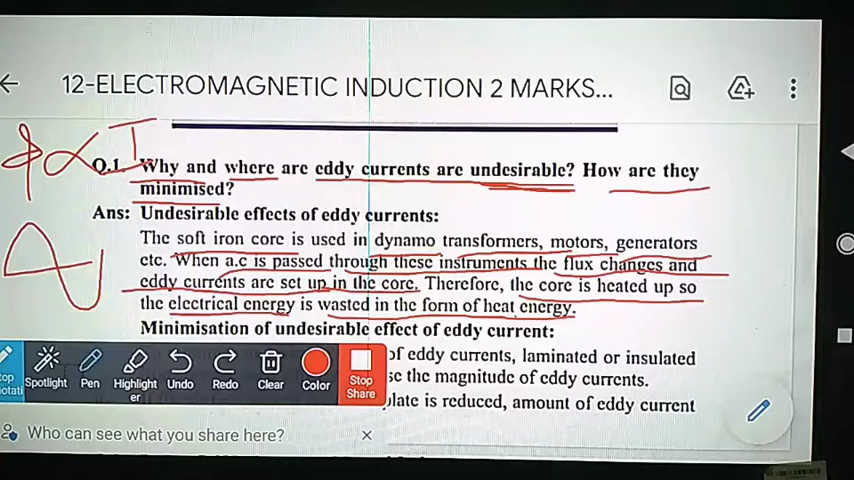 12-ELECTROMAGNETIC INDUCTION 2 MARKS...
ϕ∝I
Q.1 Why and where are eddy currents are undesirable? How are they
minimised?
Ans: Undesirable effects of eddy currents:
The soft iron core is used in dynamo transformers, motors, generators
etc. When a.c is passed through these instruments the flux changes and
eddy currents are set up in the core. Therefore, the core is heated up so
the electrical energy is wasted in the form of heat energy.
Minimisation of undesirable effect of eddy current:
of eddy currents, laminated or insulated
se the magnitude of eddy currents.
plate is reduced, amount of eddy current
Spotlight Pen Highlight
er Undo Redo Clear Color Stop
Share
Who can see what you share here?